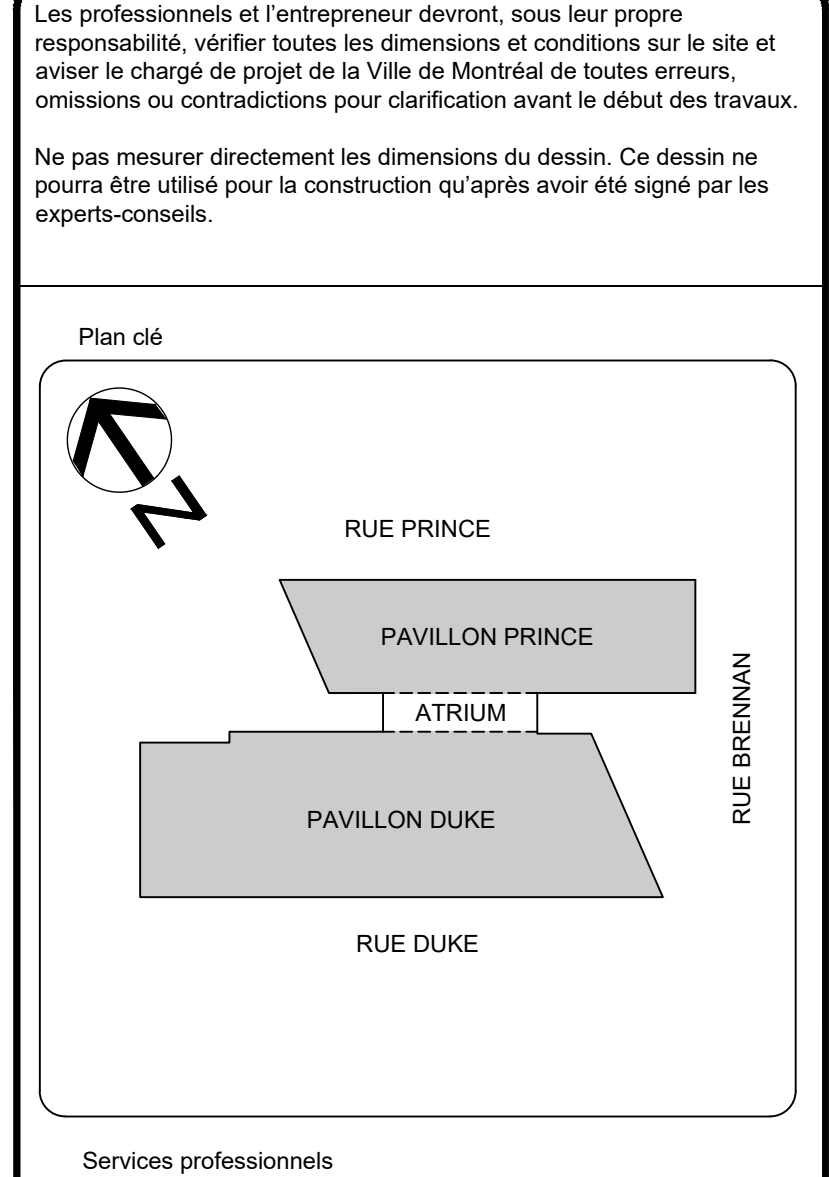 Les professionnels et l’entrepreneur devront, sous leur propre
responsabilité, vérifier toutes les dimensions et conditions sur le site et
aviser le chargé de projet de la Ville de Montréal de toutes erreurs,
omissions ou contradictions pour clarification avant le début des travaux.
Ne pas mesurer directement les dimensions du dessin. Ce dessin ne
pourra être utilisé pour la construction qu’après avoir été signé par les
experts-conseils.
Plan clé
N
RUE PRINCE
PAVILLON PRINCE
ATRIUM
RUE BRENNAN
PAVILLON DUKE
RUE DUKE
Services professionnels